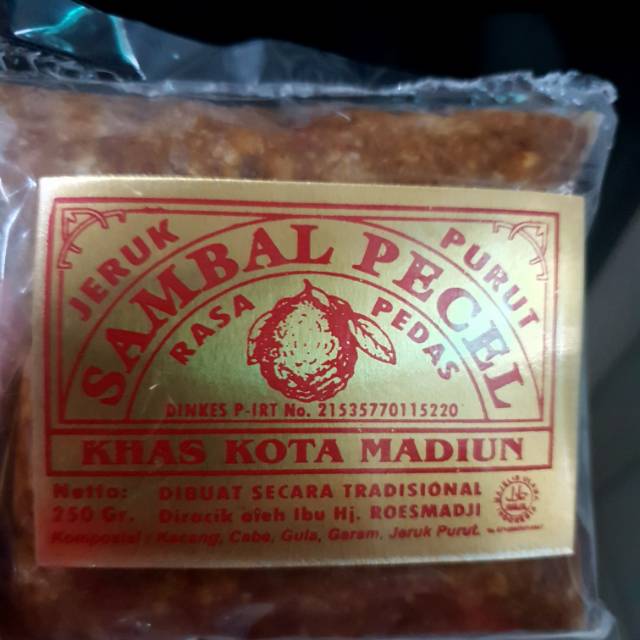 JERUK PURUT
SAMBAL PECEL
RASA PEDAS
DINKES P-IRT No. 21535770115220
KHAS KOTA MADIUN
Netto: DIBUAT SECARA TRADISIONAL
250 Gr. Diracik oleh Ibu Hj. ROESMADJI
Komposisi : Kacang, Cabe, Gula, Garam, Jeruk Purut.